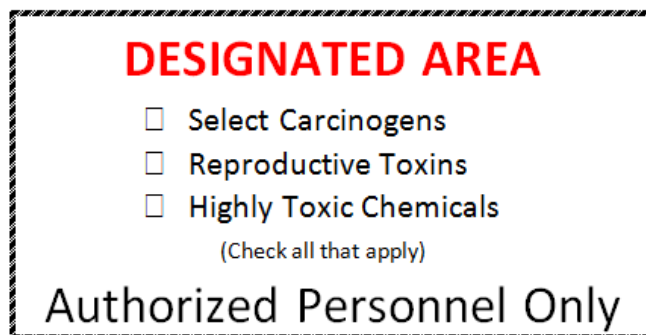 DESIGNATED AREA
☐ Select Carcinogens
☐ Reproductive Toxins
☐ Highly Toxic Chemicals
(Check all that apply)
Authorized Personnel Only